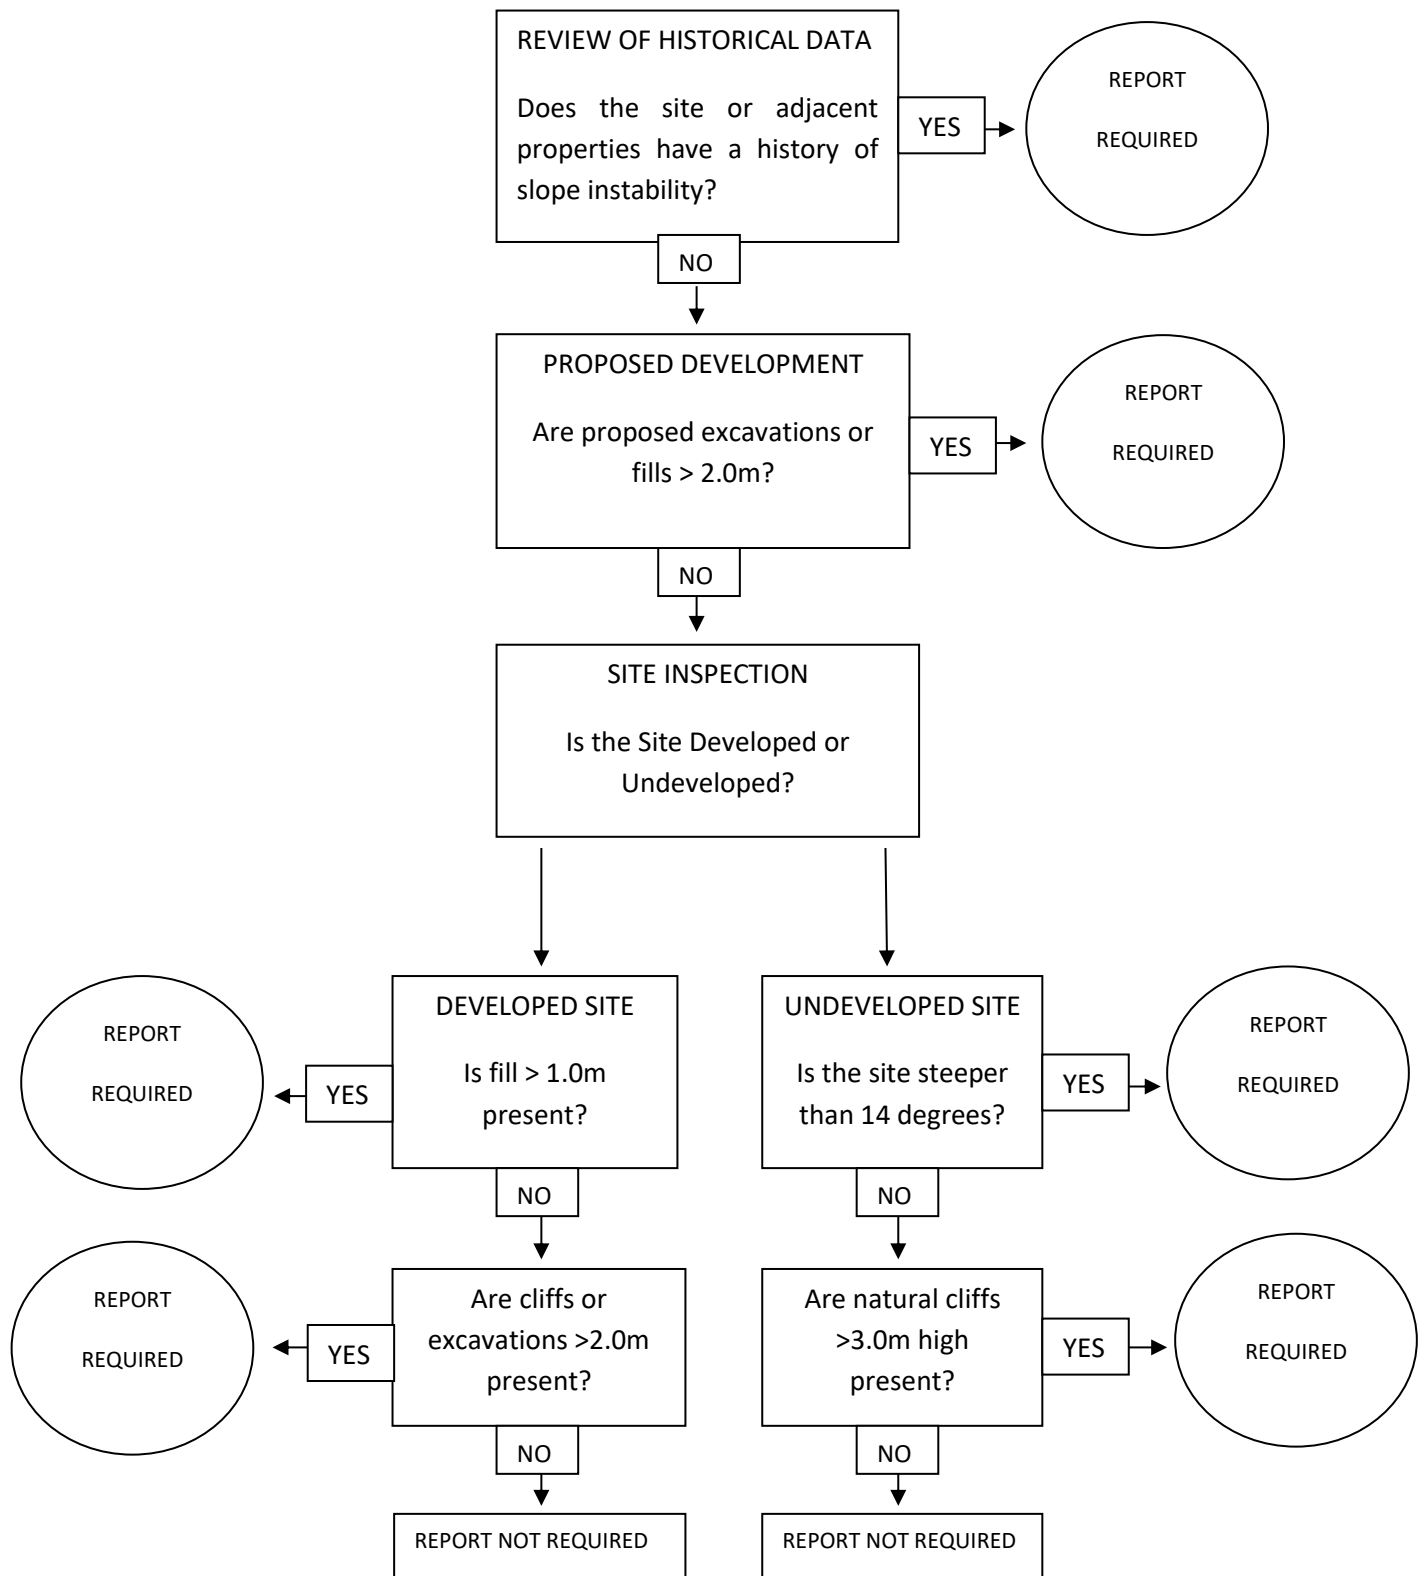 REVIEW OF HISTORICAL DATA
Does the site or adjacent
properties have a history of
slope instability?
YES
REPORT
REQUIRED
NO
PROPOSED DEVELOPMENT
Are proposed excavations or
fills > 2.0m?
YES
REPORT
REQUIRED
NO
SITE INSPECTION
Is the Site Developed or
Undeveloped?
DEVELOPED SITE
Is fill > 1.0m
present?
YES
REPORT
REQUIRED
NO
Are cliffs or
excavations >2.0m
present?
YES
REPORT
REQUIRED
NO
REPORT NOT REQUIRED
UNDEVELOPED SITE
Is the site steeper
than 14 degrees?
YES
REPORT
REQUIRED
NO
Are natural cliffs
>3.0m high
present?
YES
REPORT
REQUIRED
NO
REPORT NOT REQUIRED